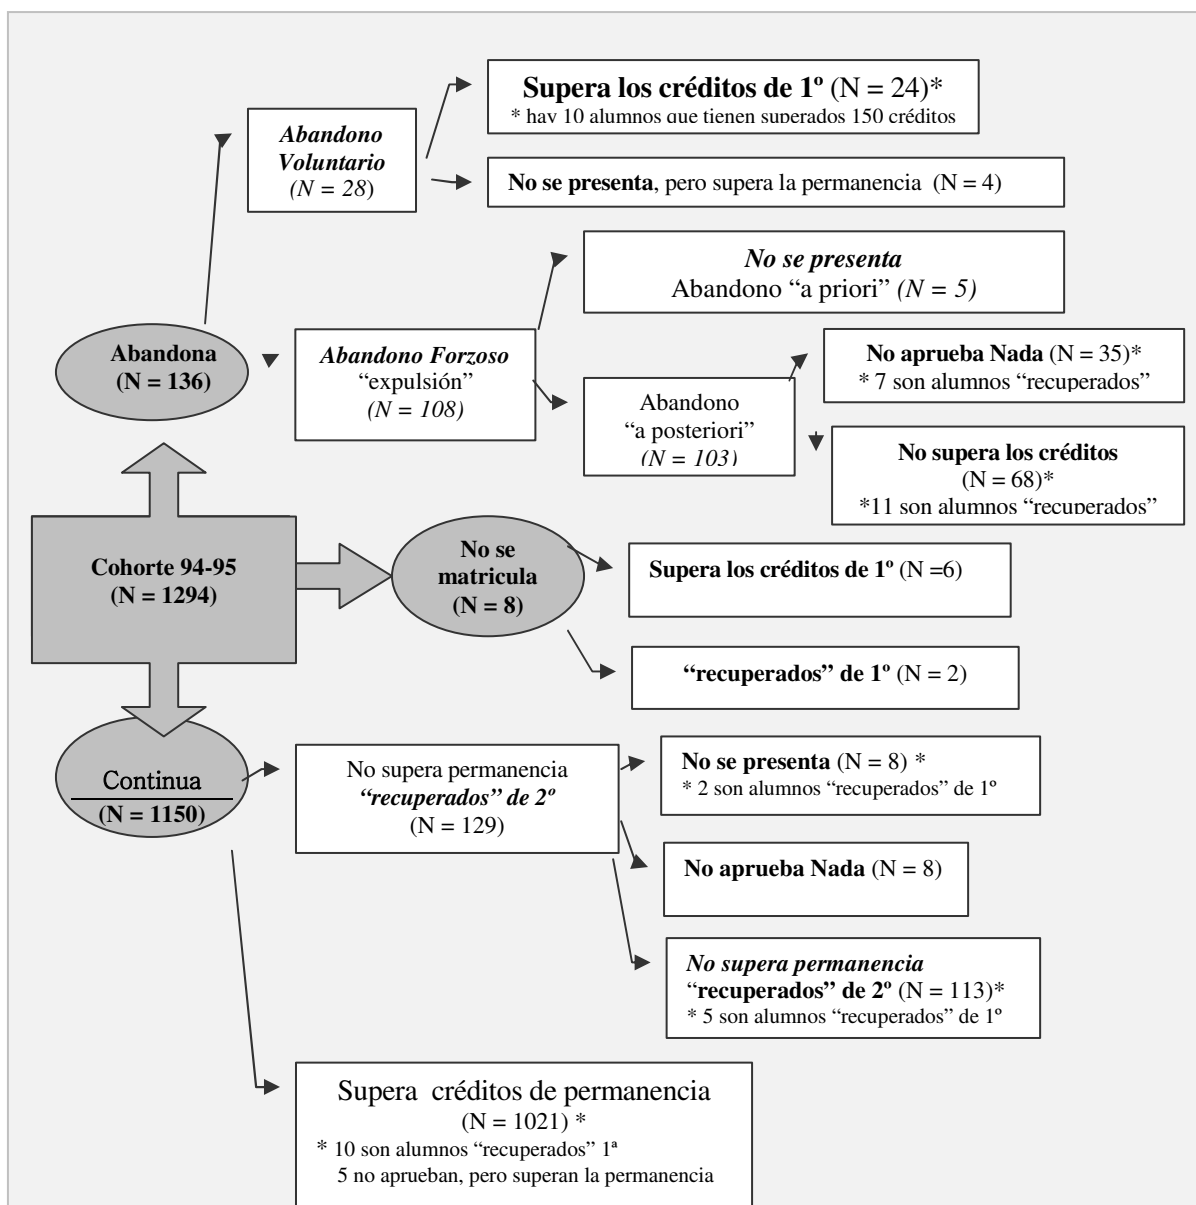 Supera los créditos de 1º (N = 24)*
* hay 10 alumnos que tienen superados 150 créditos
Abandono
Voluntario
(N = 28)
No se presenta, pero supera la permanencia (N = 4)
No se presenta
Abandono “a priori” (N = 5)
Abandona
(N = 136)
Abandono Forzoso
“expulsión”
(N = 108)
No aprueba Nada (N = 35)*
* 7 son alumnos “recuperados”
Abandono
“a posteriori”
(N = 103)
No supera los créditos
(N = 68)*
*11 son alumnos “recuperados”
Cohorte 94-95
(N = 1294)
No se
matricula
(N = 8)
Supera los créditos de 1º (N =6)
“recuperados” de 1º (N = 2)
Continua
(N = 1150)
No supera permanencia
“recuperados” de 2º
(N = 129)
No se presenta (N = 8) *
* 2 son alumnos “recuperados” de 1º
No aprueba Nada (N = 8)
No supera permanencia
“recuperados” de 2º (N = 113)*
* 5 son alumnos “recuperados” de 1º
Supera créditos de permanencia
(N = 1021) *
* 10 son alumnos “recuperados” 1ª
5 no aprueban, pero superan la permanencia